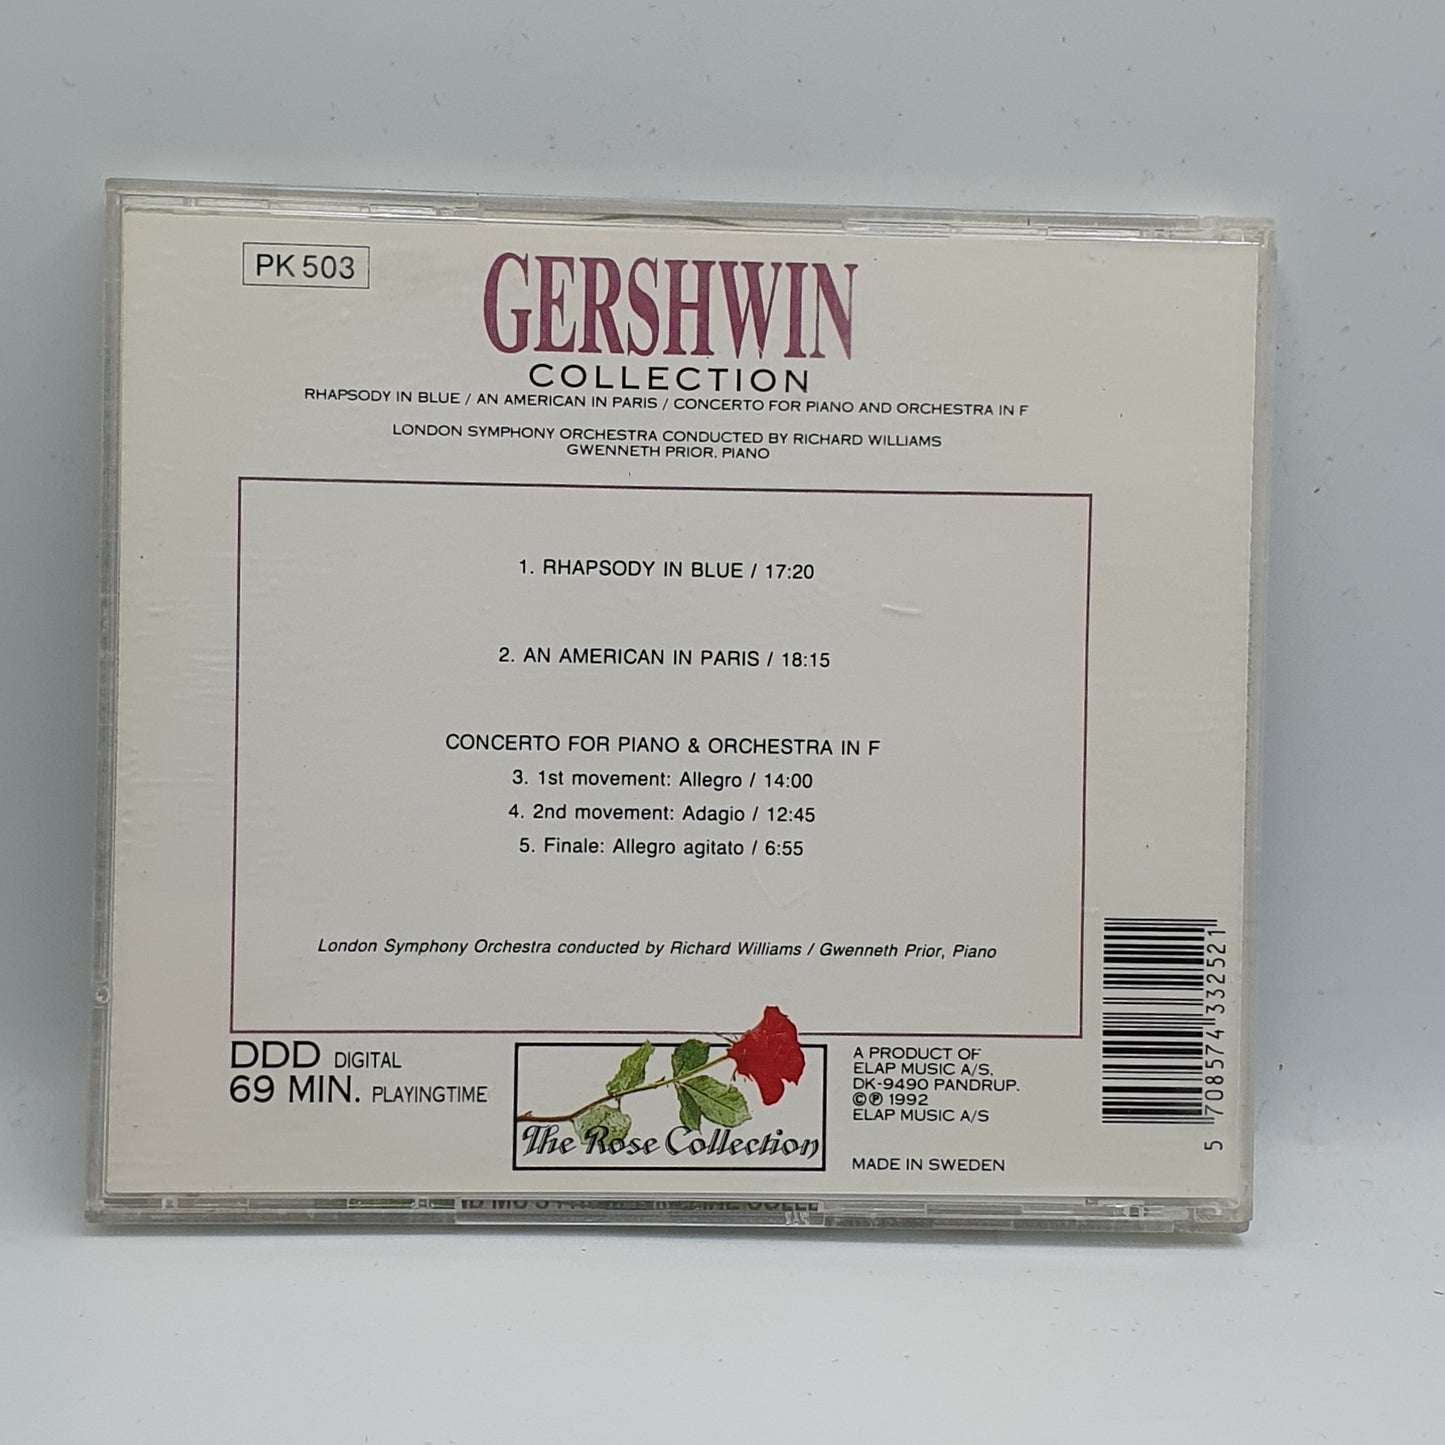 PK 503
GERSHWIN
COLLECTION
RHAPSODY IN BLUE / AN AMERICAN IN PARIS / CONCERTO FOR PIANO AND ORCHESTRA IN F
LONDON SYMPHONY ORCHESTRA CONDUCTED BY RICHARD WILLIAMS
GWENNETH PRIOR, PIANO
1. RHAPSODY IN BLUE / 17:20
2. AN AMERICAN IN PARIS / 18:15
CONCERTO FOR PIANO & ORCHESTRA IN F
3. 1st movement: Allegro / 14:00
4. 2nd movement: Adagio / 12:45
5. Finale: Allegro agitato / 6:55
London Symphony Orchestra conducted by Richard Williams / Gwenneth Prior, Piano
DDD DIGITAL
69 MIN. PLAYINGTIME
The Rose Collection
A PRODUCT OF
ELAP MUSIC A/S,
DK-9490 PANDRUP.
©℗ 1992
ELAP MUSIC A/S
MADE IN SWEDEN
5 708574 332521